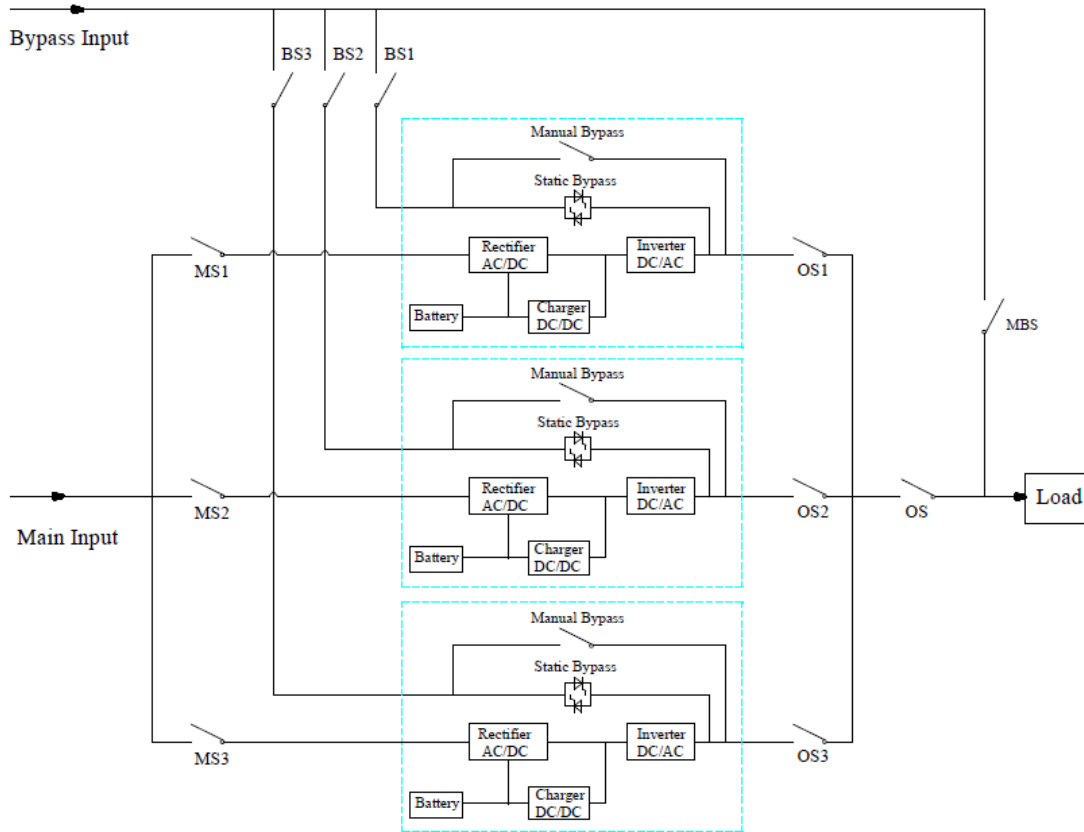 Bypass Input
BS3
BS2
BS1
Manual Bypass
Static Bypass
Rectifier
AC/DC
Inverter
DC/AC
MS1
OS1
Battery
Charger
DC/DC
MBS
Manual Bypass
Static Bypass
Rectifier
AC/DC
Inverter
DC/AC
MS2
OS2
OS
Load
Main Input
Battery
Charger
DC/DC
Manual Bypass
Static Bypass
Rectifier
AC/DC
Inverter
DC/AC
MS3
OS3
Battery
Charger
DC/DC